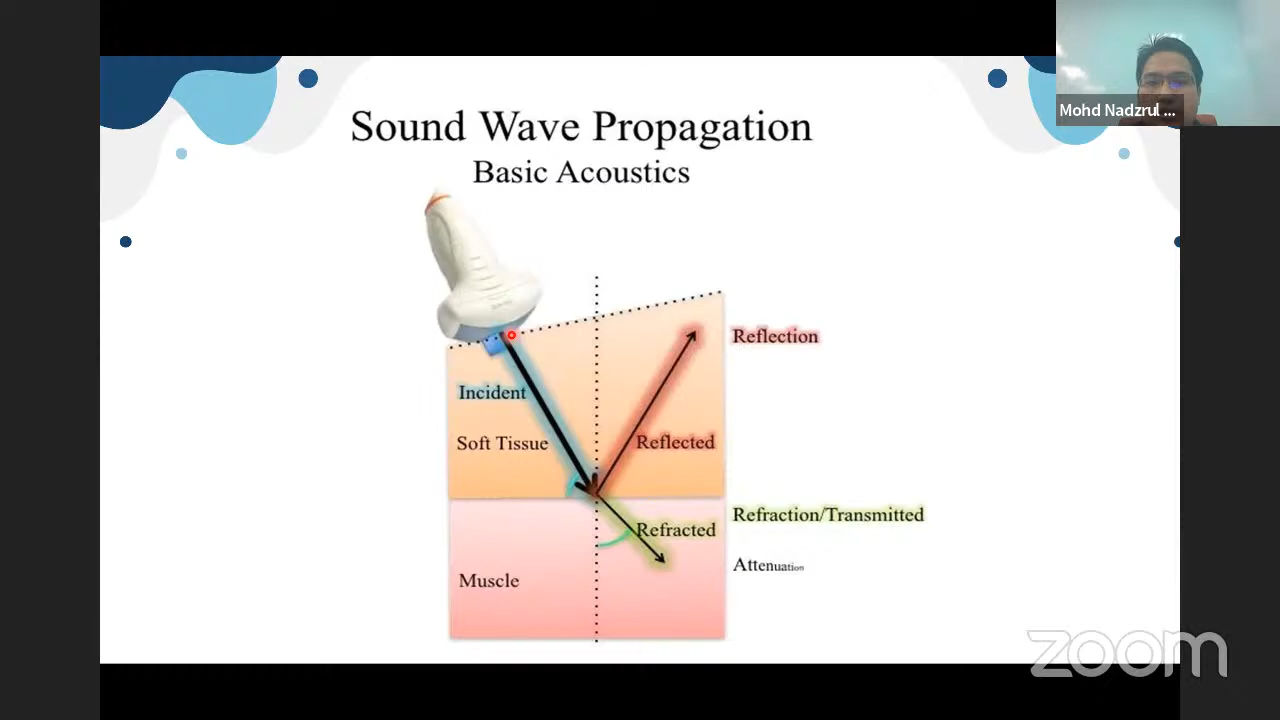 Mohd Nadzrul ...
Sound Wave Propagation
Basic Acoustics
Reflection
Incident
Soft Tissue
Reflected
Refraction/Transmitted
Refracted
Attenuation
Muscle
zoom